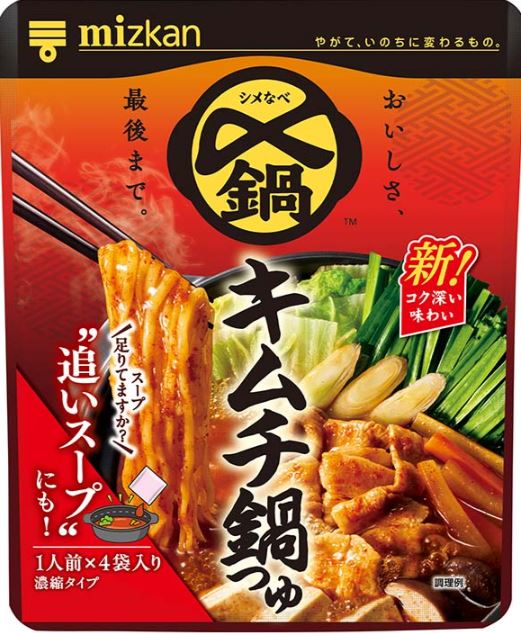 mizkan
やがて、いのちに変わるもの。
おいしさ、
最後まで。
シメなべ
〆鍋
TM
新!
コク深い
味わい
キムチ鍋つゆ
スープ
足りてますか?
"追いスープ"
にも!
1人前×4袋入り
濃縮タイプ
調理例